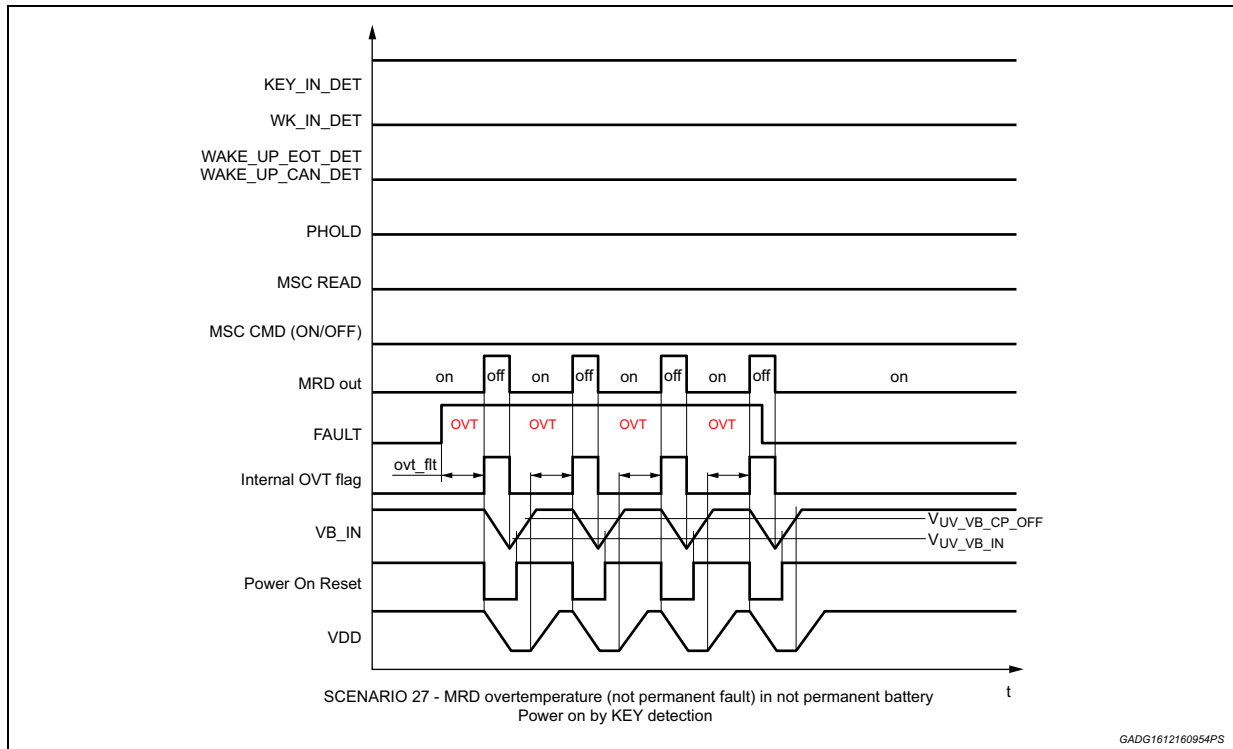 KEY_IN_DET
WK_IN_DET
WAKE_UP_EOT_DET
WAKE_UP_CAN_DET
PHOLD
MSC READ
MSC CMD (ON/OFF)
MRD out
on off on off on off on off on
FAULT
OVT OVT OVT OVT
ovt_flt
Internal OVT flag
VB_IN
VUV_VB_CP_OFF
VUV_VB_IN
Power On Reset
VDD
t
SCENARIO 27 - MRD overtemperature (not permanent fault) in not permanent battery
Power on by KEY detection
GADG1612160954PS